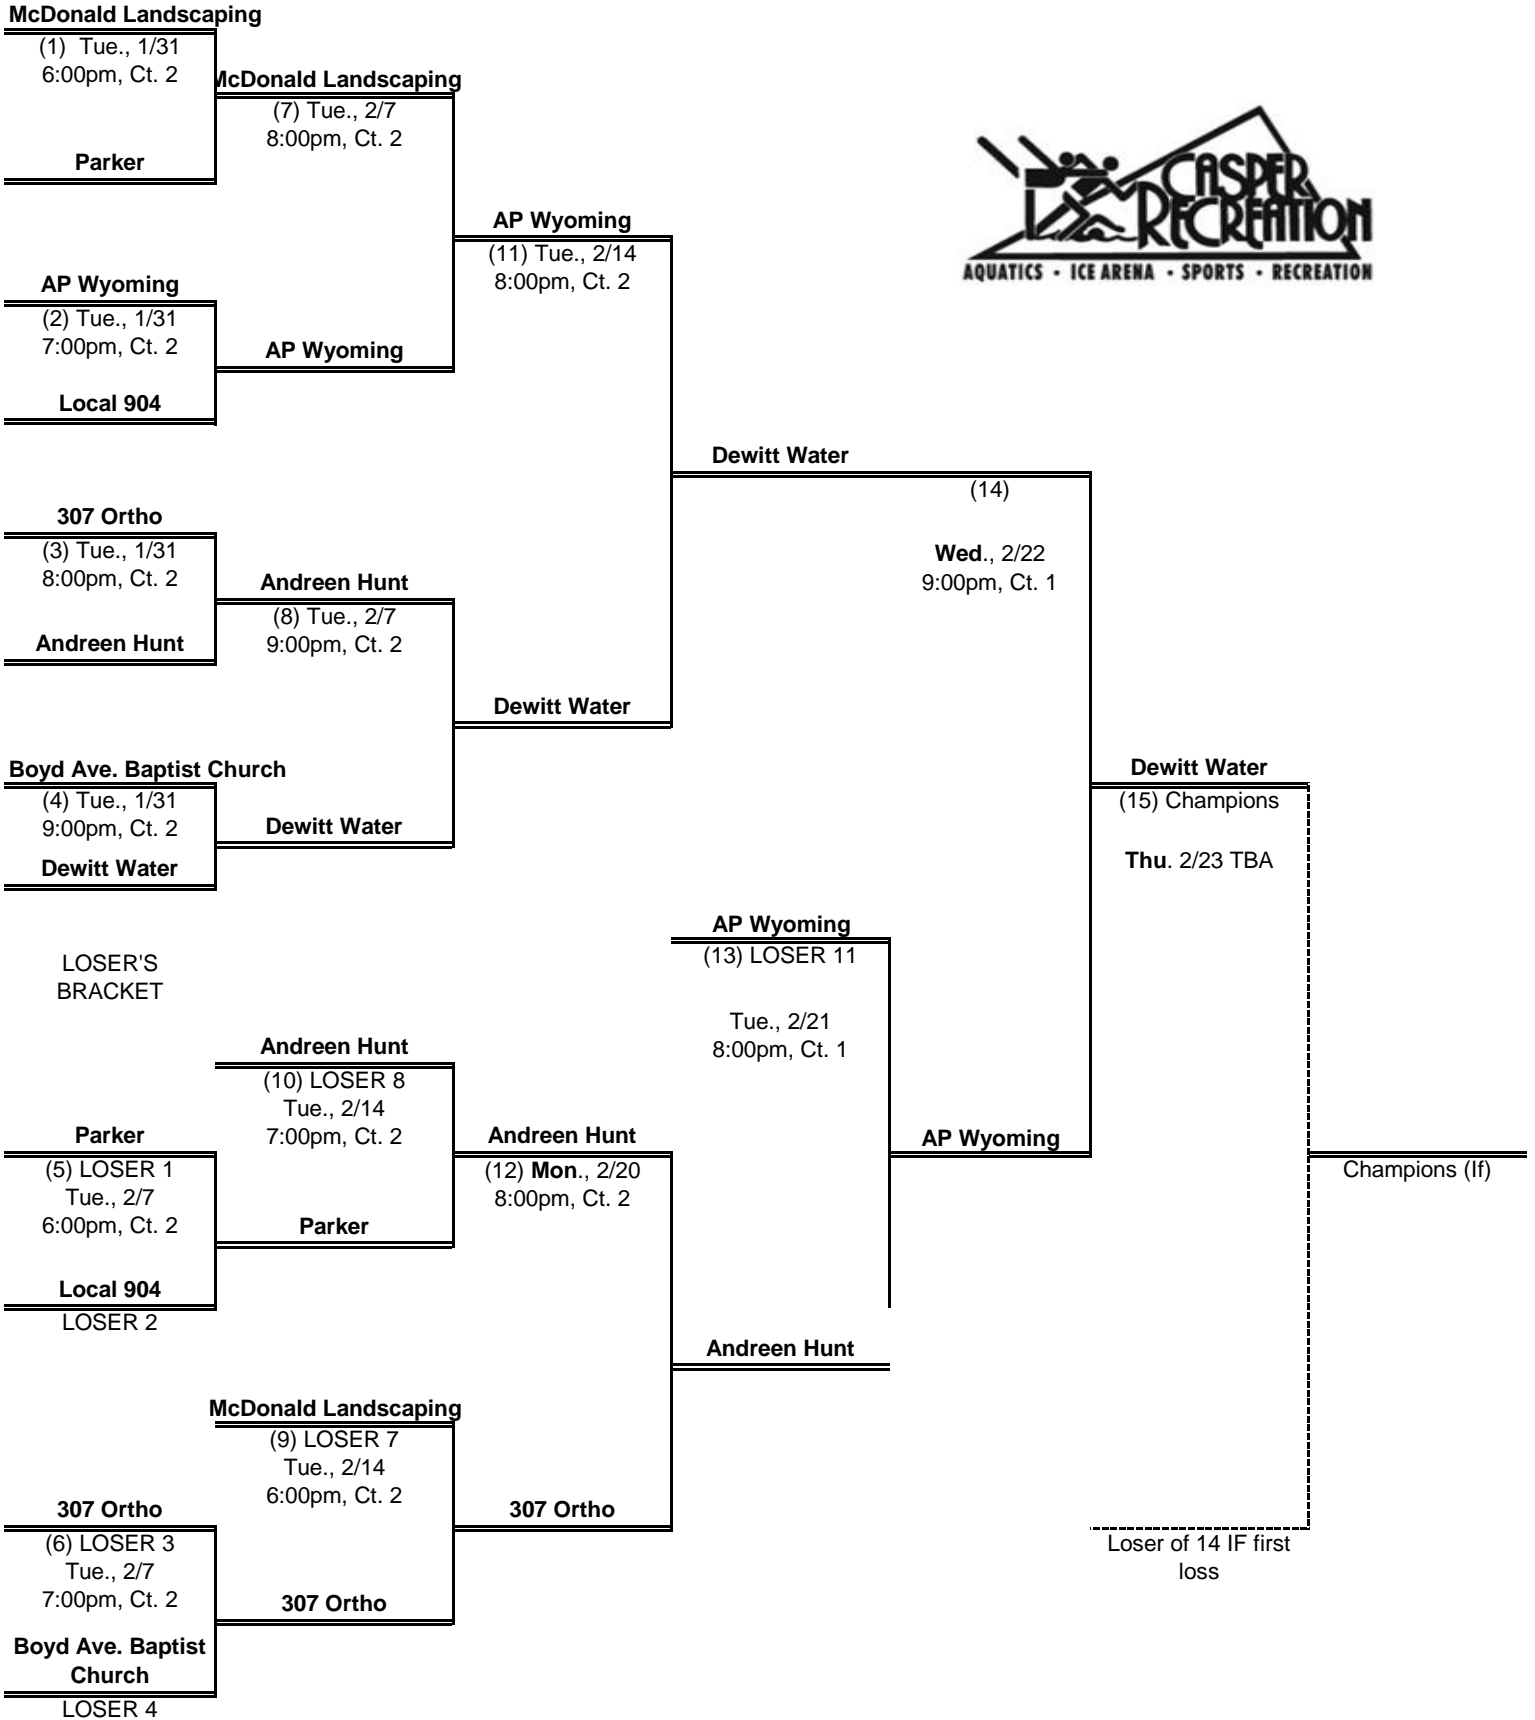 McDonald Landscaping
(1) Tue., 1/31
6:00pm, Ct. 2
McDonald Landscaping
(7) Tue., 2/7
8:00pm, Ct. 2
Parker
CASPER
RECREATION
AQUATICS • ICE ARENA • SPORTS • RECREATION
AP Wyoming
(11) Tue., 2/14
8:00pm, Ct. 2
AP Wyoming
(2) Tue., 1/31
7:00pm, Ct. 2
AP Wyoming
Local 904
Dewitt Water
(14)
Wed., 2/22
9:00pm, Ct. 1
307 Ortho
(3) Tue., 1/31
8:00pm, Ct. 2
Andreen Hunt
(8) Tue., 2/7
9:00pm, Ct. 2
Andreen Hunt
Dewitt Water
Boyd Ave. Baptist Church
(4) Tue., 1/31
9:00pm, Ct. 2
Dewitt Water
Dewitt Water
Dewitt Water
(15) Champions
Thu. 2/23 TBA
LOSER'S
BRACKET
AP Wyoming
(13) LOSER 11
Tue., 2/21
8:00pm, Ct. 1
Andreen Hunt
(10) LOSER 8
Tue., 2/14
7:00pm, Ct. 2
Parker
(5) LOSER 1
Tue., 2/7
6:00pm, Ct. 2
Andreen Hunt
(12) Mon., 2/20
8:00pm, Ct. 2
AP Wyoming
Champions (If)
Parker
Local 904
LOSER 2
Andreen Hunt
McDonald Landscaping
(9) LOSER 7
Tue., 2/14
6:00pm, Ct. 2
307 Ortho
(6) LOSER 3
Tue., 2/7
7:00pm, Ct. 2
307 Ortho
Loser of 14 IF first
loss
307 Ortho
Boyd Ave. Baptist
Church
LOSER 4